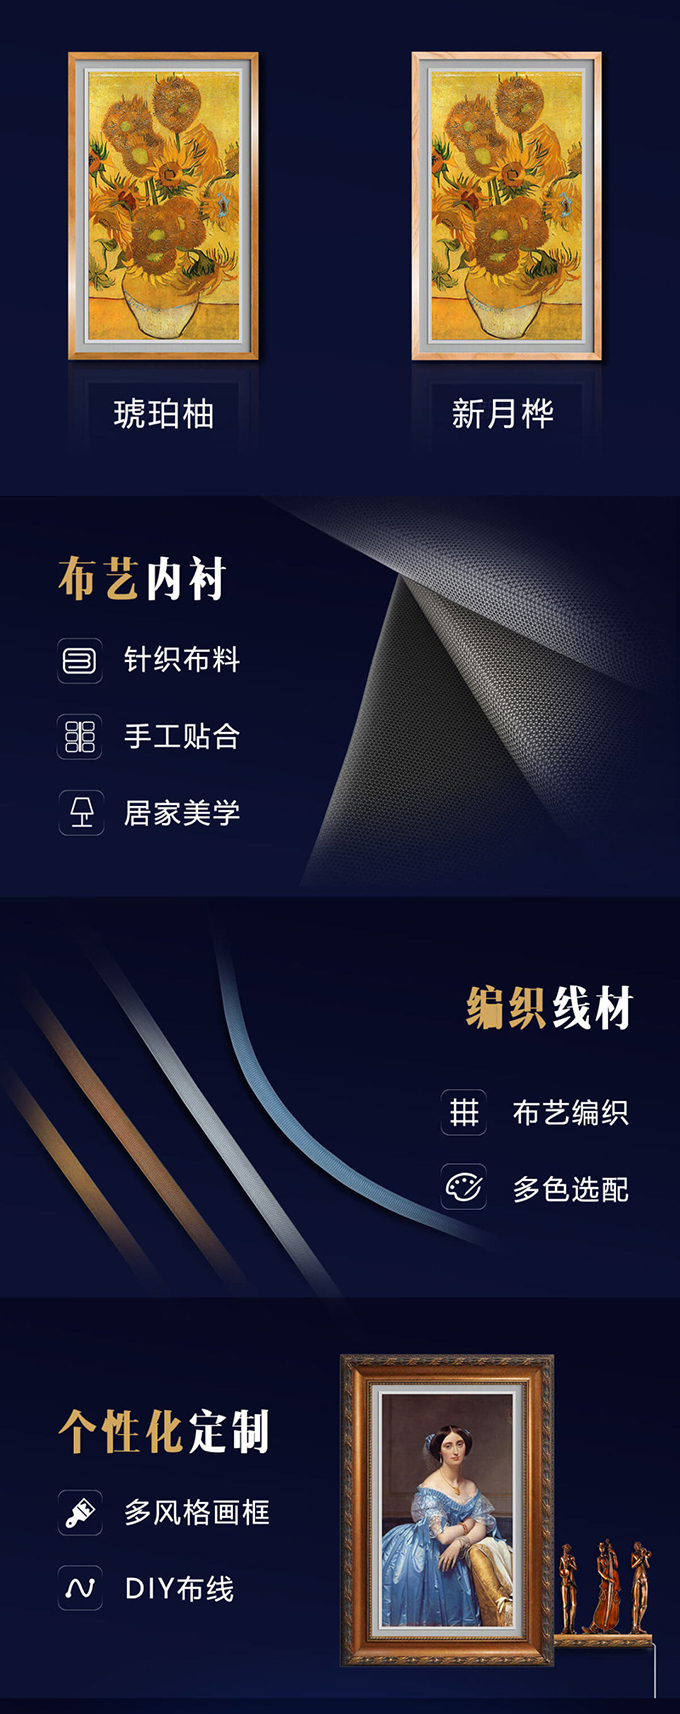 琥珀柚
新月桦
布艺内衬
针织布料
手工贴合
居家美学
编织线材
布艺编织
多色选配
个性化定制
多风格画框
DIY布线